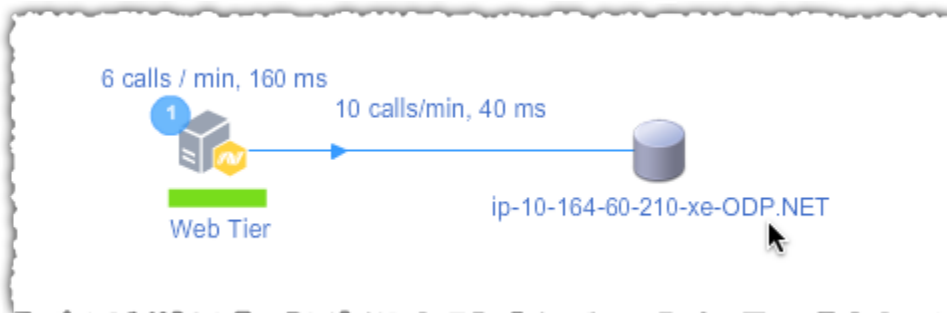 6 calls / min, 160 ms
1
10 calls/min, 40 ms
ip-10-164-60-210-xe-ODP.NET
Web Tier